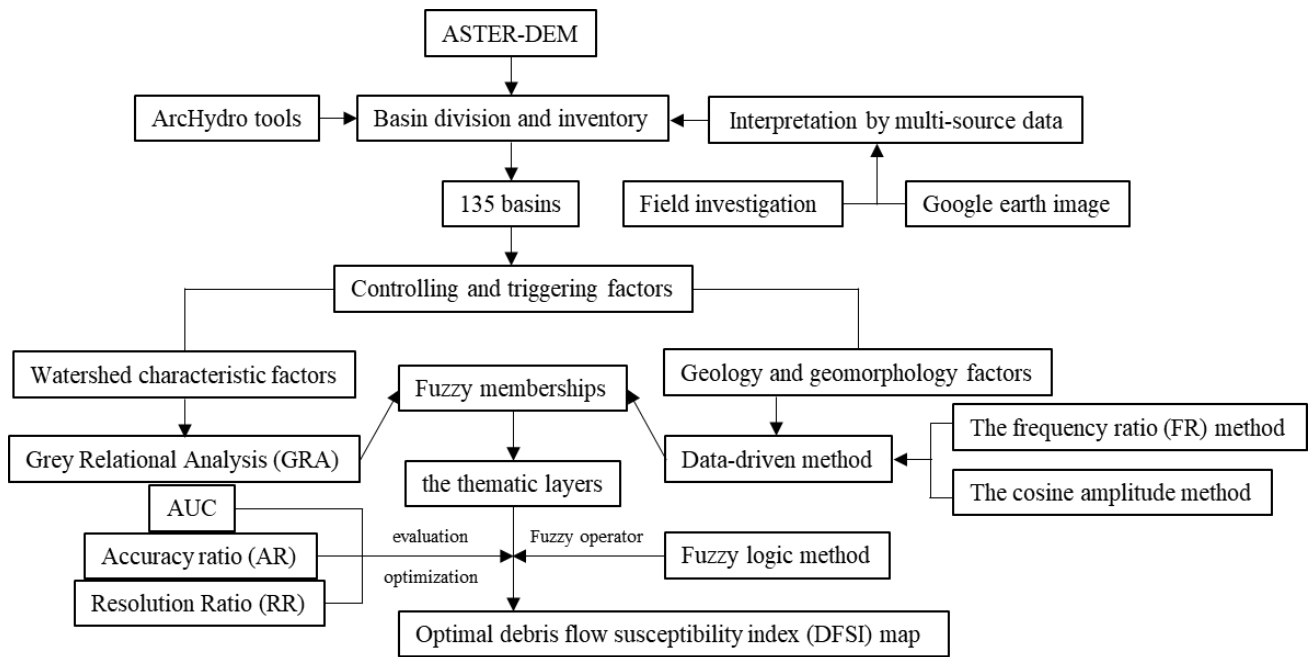 ASTER-DEM
ArcHydro tools
Basin division and inventory
Interpretation by multi-source data
135 basins
Field investigation
Google earth image
Controlling and triggering factors
Watershed characteristic factors
Fuzzy memberships
Geology and geomorphology factors
The frequency ratio (FR) method
Grey Relational Analysis (GRA)
Data-driven method
the thematic layers
The cosine amplitude method
AUC
evaluation
Fuzzy operator
Accuracy ratio (AR)
Fuzzy logic method
optimization
Resolution Ratio (RR)
Optimal debris flow susceptibility index (DFSI) map